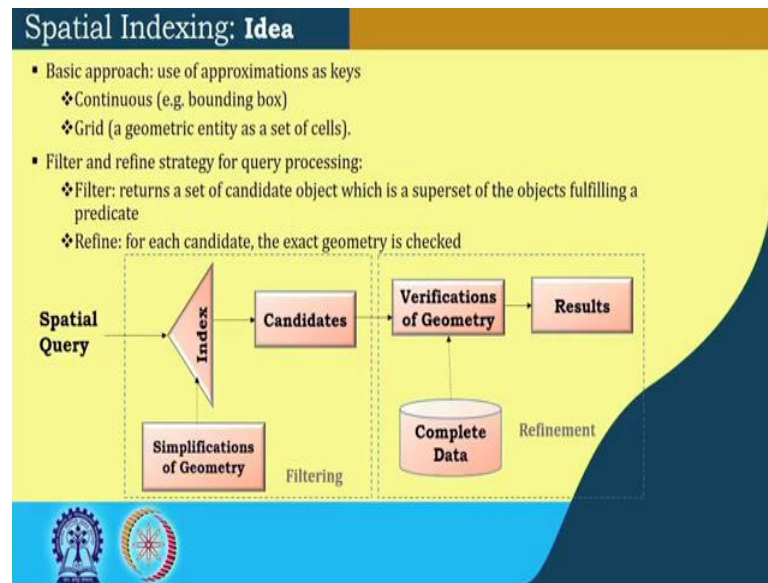 Spatial Indexing: Idea
▪ Basic approach: use of approximations as keys
❖Continuous (e.g. bounding box)
❖Grid (a geometric entity as a set of cells).
▪ Filter and refine strategy for query processing:
❖Filter: returns a set of candidate object which is a superset of the objects fulfilling a
predicate
❖Refine: for each candidate, the exact geometry is checked
Spatial
Query
Index
Candidates
Simplifications
of Geometry
Filtering
Verifications
of Geometry
Results
Complete
Data
Refinement